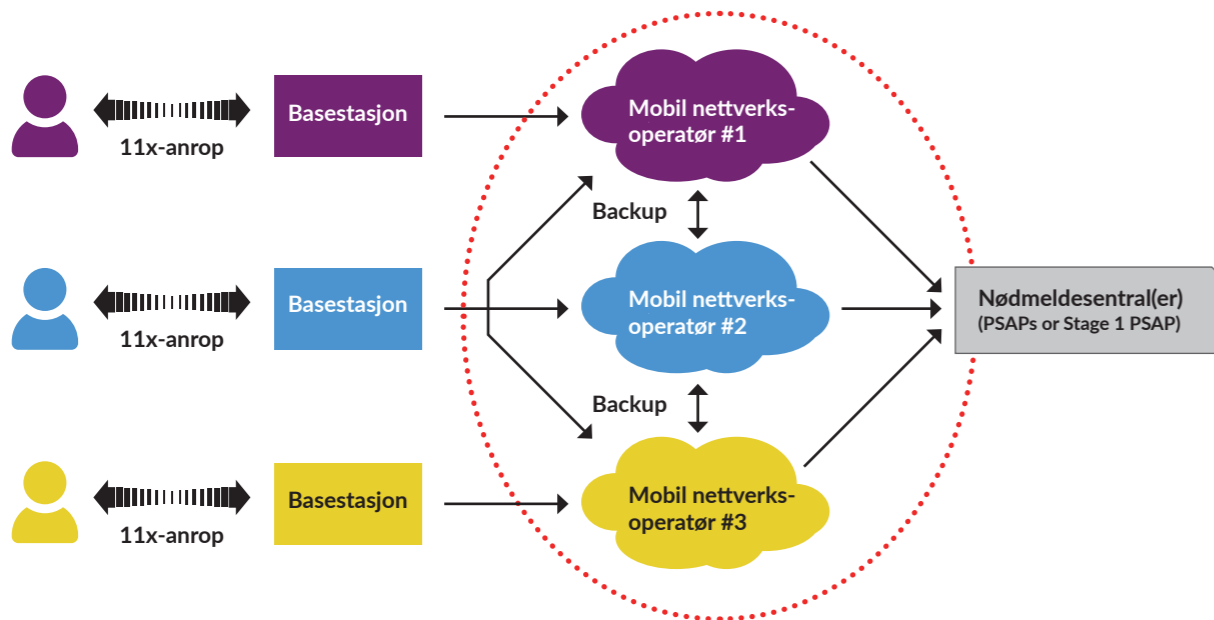 Basestasjon
Mobil nettverks-
operatør #1
11x-anrop
Backup
Basestasjon
Mobil nettverks-
operatør #2
Nødmeldesentral(er)
(PSAPs or Stage 1 PSAP)
11x-anrop
Backup
Basestasjon
Mobil nettverks-
operatør #3
11x-anrop